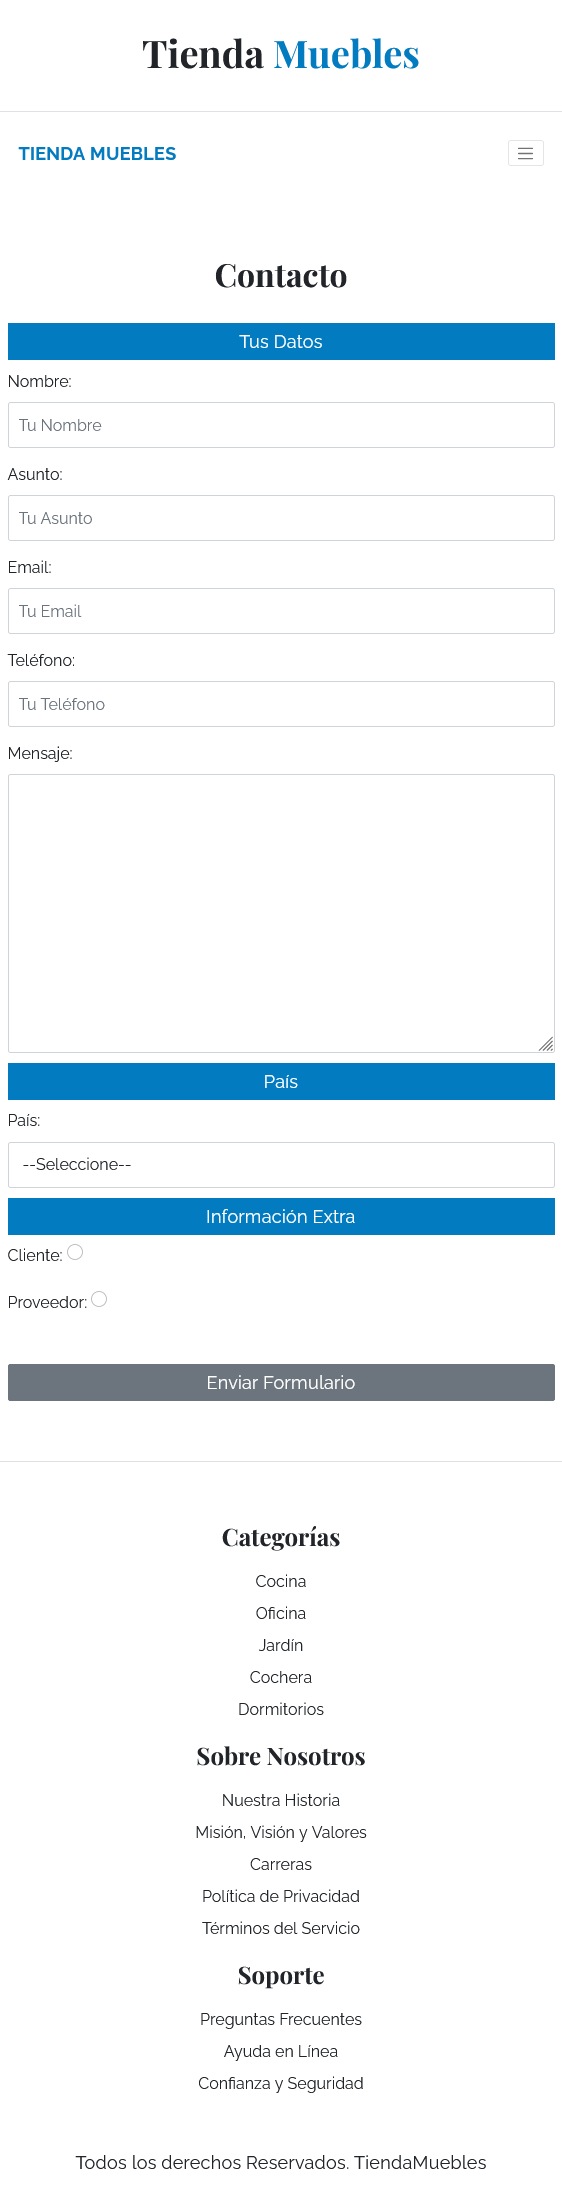 Tienda Muebles
TIENDA MUEBLES
Contacto
Tus Datos
Nombre:
Tu Nombre
Asunto:
Tu Asunto
Email:
Tu Email
Teléfono:
Tu Teléfono
Mensaje:
País
País:
--Seleccione--
Información Extra
Cliente:
Proveedor:
Enviar Formulario
Categorías
Cocina
Oficina
Jardín
Cochera
Dormitorios
Sobre Nosotros
Nuestra Historia
Misión, Visión y Valores
Carreras
Política de Privacidad
Términos del Servicio
Soporte
Preguntas Frecuentes
Ayuda en Línea
Confianza y Seguridad
Todos los derechos Reservados. TiendaMuebles